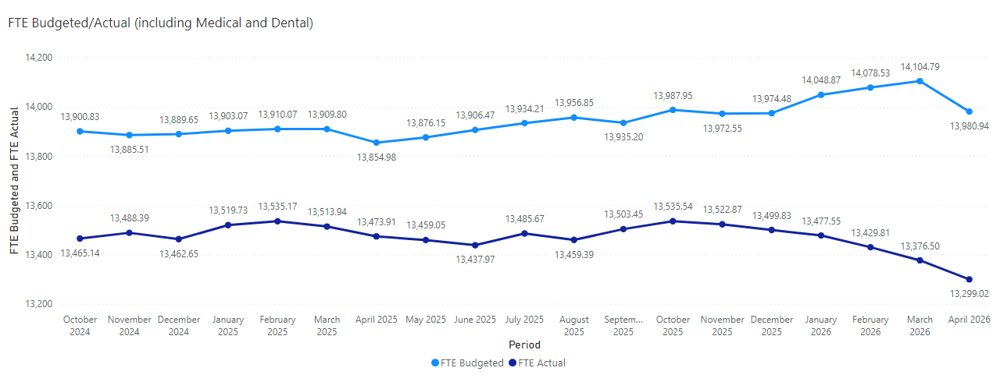 FTE Budgeted/Actual (including Medical and Dental)
FTE Budgeted and FTE Actual
14,200
14,000
13,800
13,600
13,400
13,200
13,900.83
13,885.51
13,889.65
13,903.07
13,910.07
13,909.80
13,854.98
13,876.15
13,906.47
13,934.21
13,956.85
13,935.20
13,987.95
13,972.55
13,974.48
14,048.87
14,078.53
14,104.79
13,980.94
13,465.14
13,488.39
13,462.65
13,519.73
13,535.17
13,513.94
13,473.91
13,459.05
13,437.97
13,485.67
13,459.39
13,503.45
13,535.54
13,522.87
13,499.83
13,477.55
13,429.81
13,376.50
13,299.02
October
2024
November
2024
December
2024
January
2025
February
2025
March
2025
April 2025
May 2025
June 2025
July 2025
August
2025
Septem...
2025
October
2025
November
2025
December
2025
January
2026
February
2026
March
2026
April 2026
Period
FTE Budgeted FTE Actual